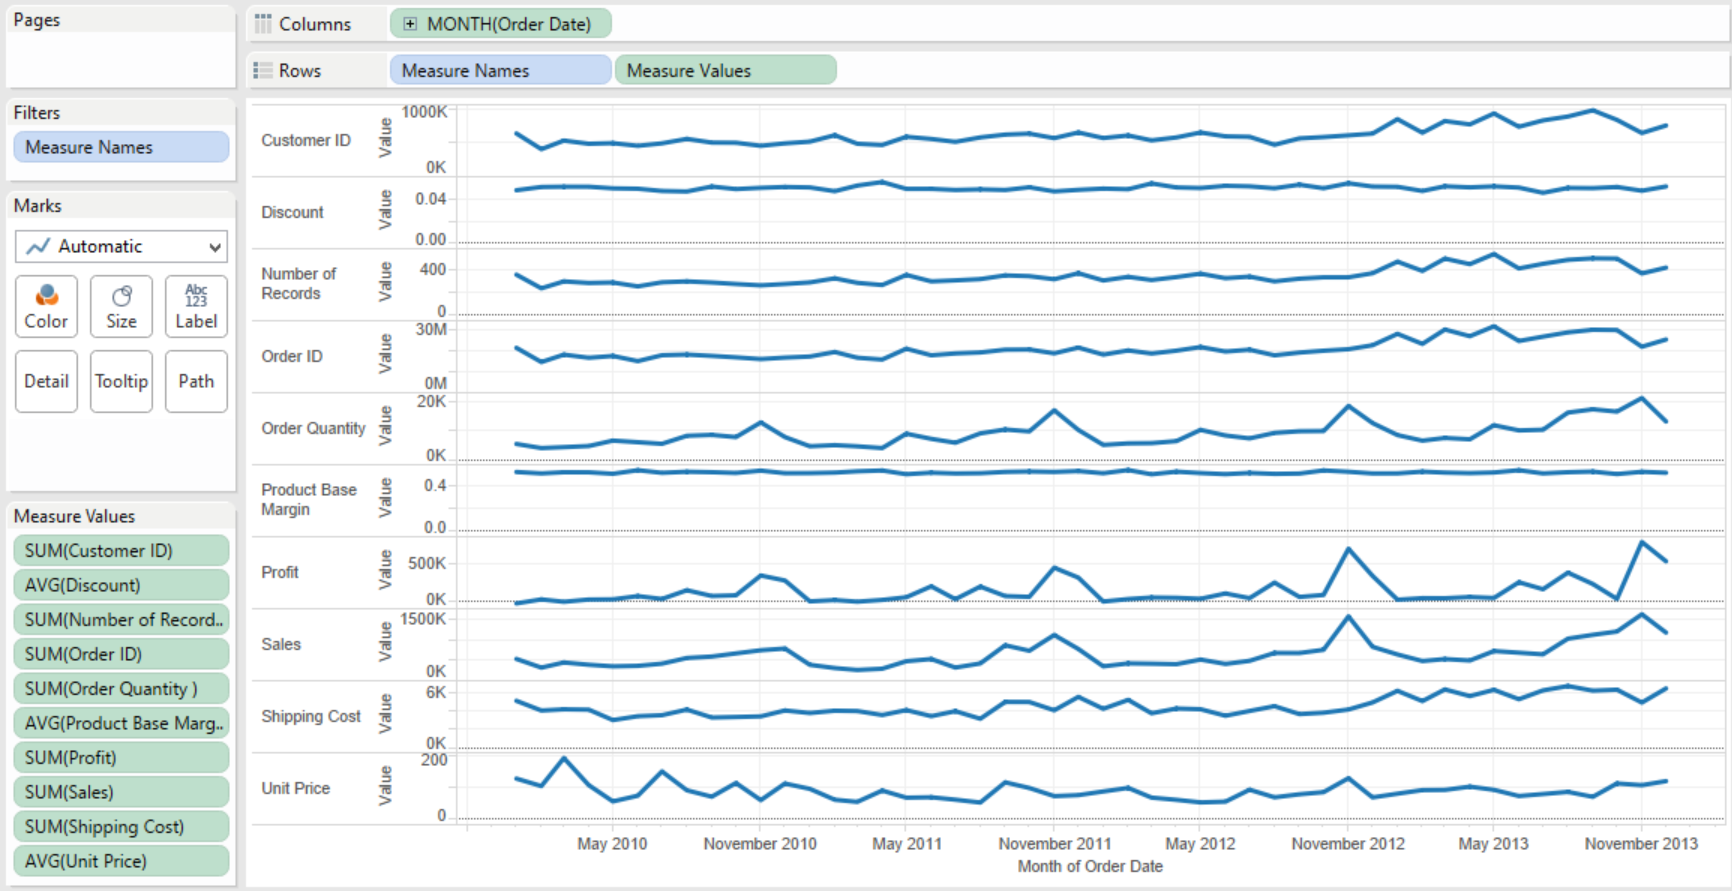 Pages
Columns
MONTH(Order Date)
Rows
Measure Names
Measure Values
Filters
Measure Names
Marks
Automatic
Color
Size
Abc
123
Label
Detail
Tooltip
Path
Measure Values
SUM(Customer ID)
AVG(Discount)
SUM(Number of Record..
SUM(Order ID)
SUM(Order Quantity )
AVG(Product Base Marg..
SUM(Profit)
SUM(Sales)
SUM(Shipping Cost)
AVG(Unit Price)
Customer ID
Value
1000K
0K
Discount
Value
0.04
0.00
Number of
Records
Value
400
0
Order ID
Value
30M
0M
Order Quantity
Value
20K
0K
Product Base
Margin
Value
0.4
0.0
Profit
Value
500K
0K
Sales
Value
1500K
0K
Shipping Cost
Value
6K
0K
Unit Price
Value
200
0
May 2010
November 2010
May 2011
November 2011
May 2012
November 2012
May 2013
November 2013
Month of Order Date